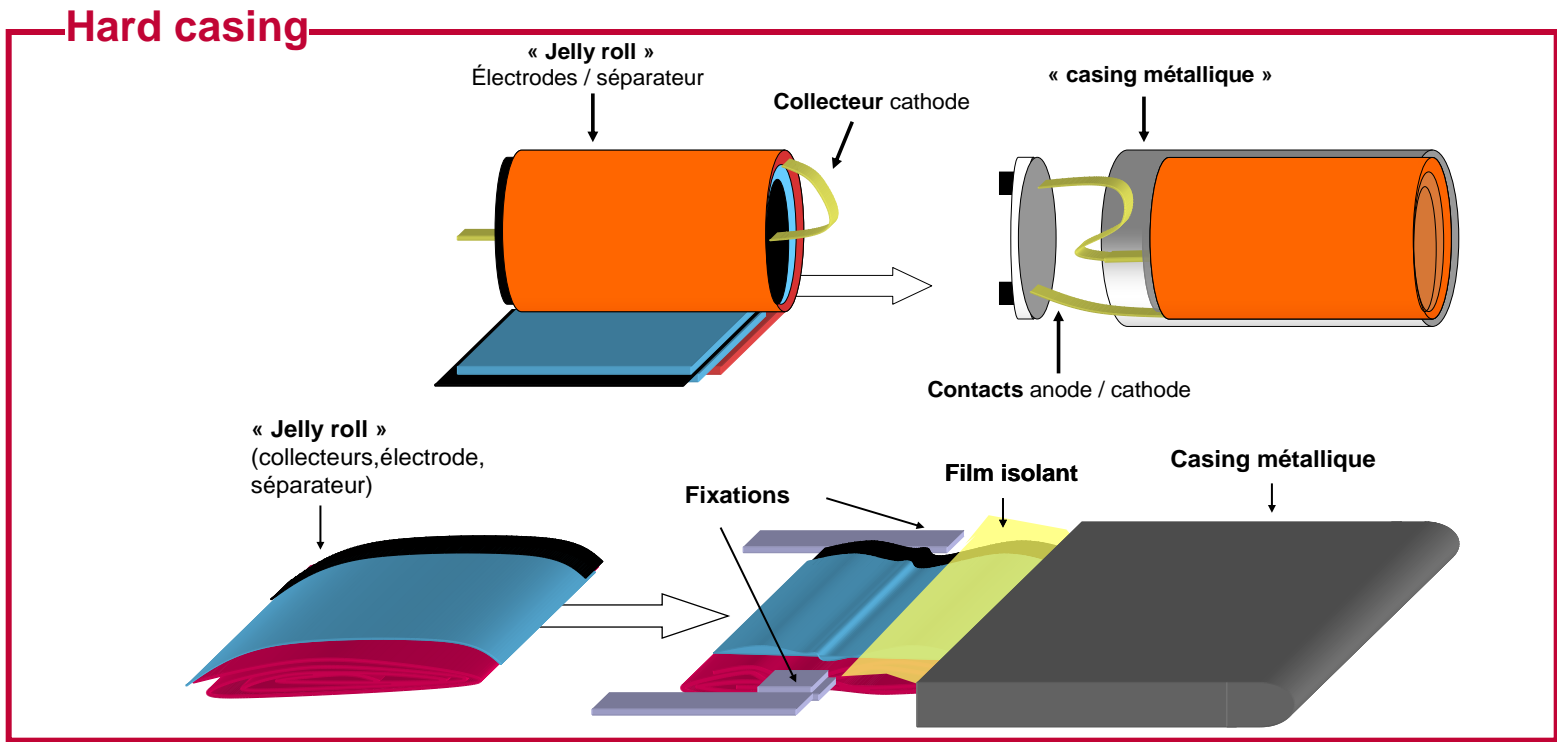 Hard casing
« Jelly roll »
Électrodes / séparateur
Collecteur cathode
« casing métallique »
Contacts anode / cathode
« Jelly roll »
(collecteurs,électrode,
séparateur)
Fixations
Film isolant
Casing métallique